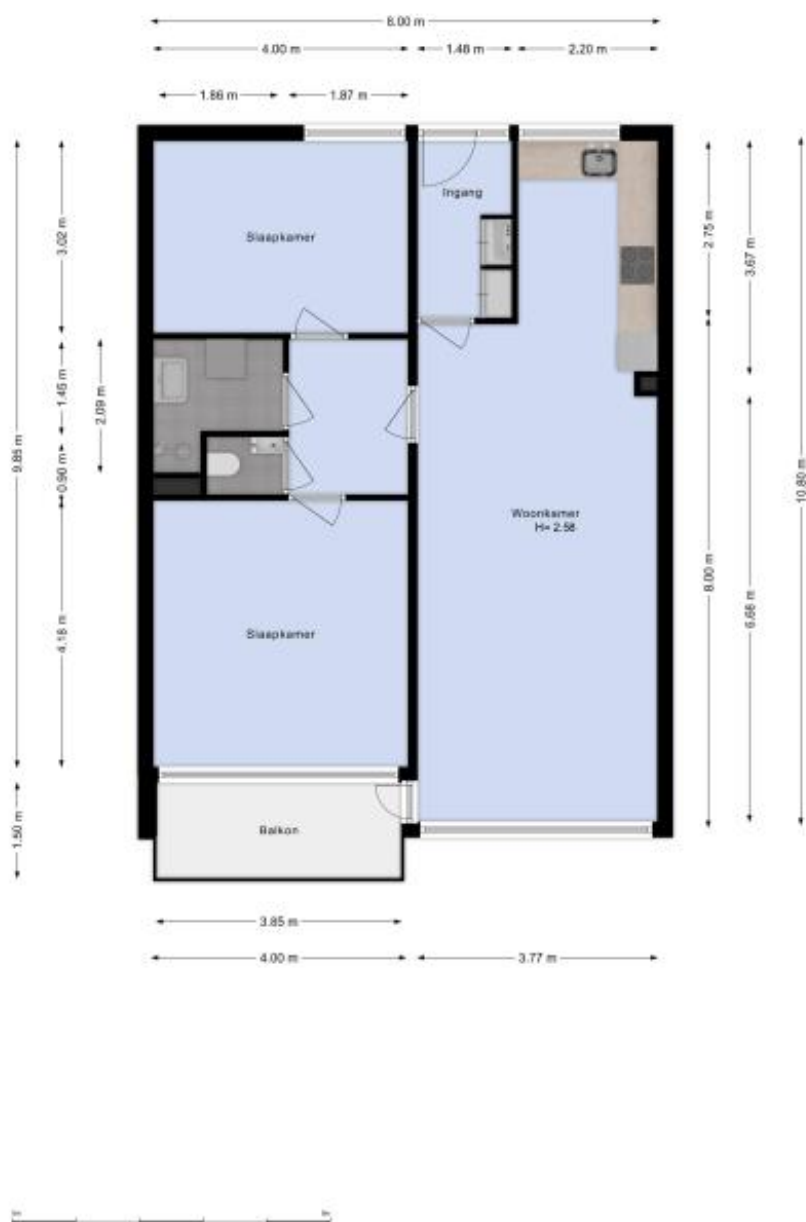 8.00 m
4.00 m
1.48 m
2.20 m
1.86 m
1.87 m
Ingang
Slaapkamer
3.02 m
2.75 m
3.67 m
1.45 m
2.09 m
9.85 m
0.90 m
10.80 m
Woonkamer
H= 2.58
8.00 m
6.68 m
4.18 m
Slaapkamer
1.50 m
Balkon
3.85 m
4.00 m
3.77 m